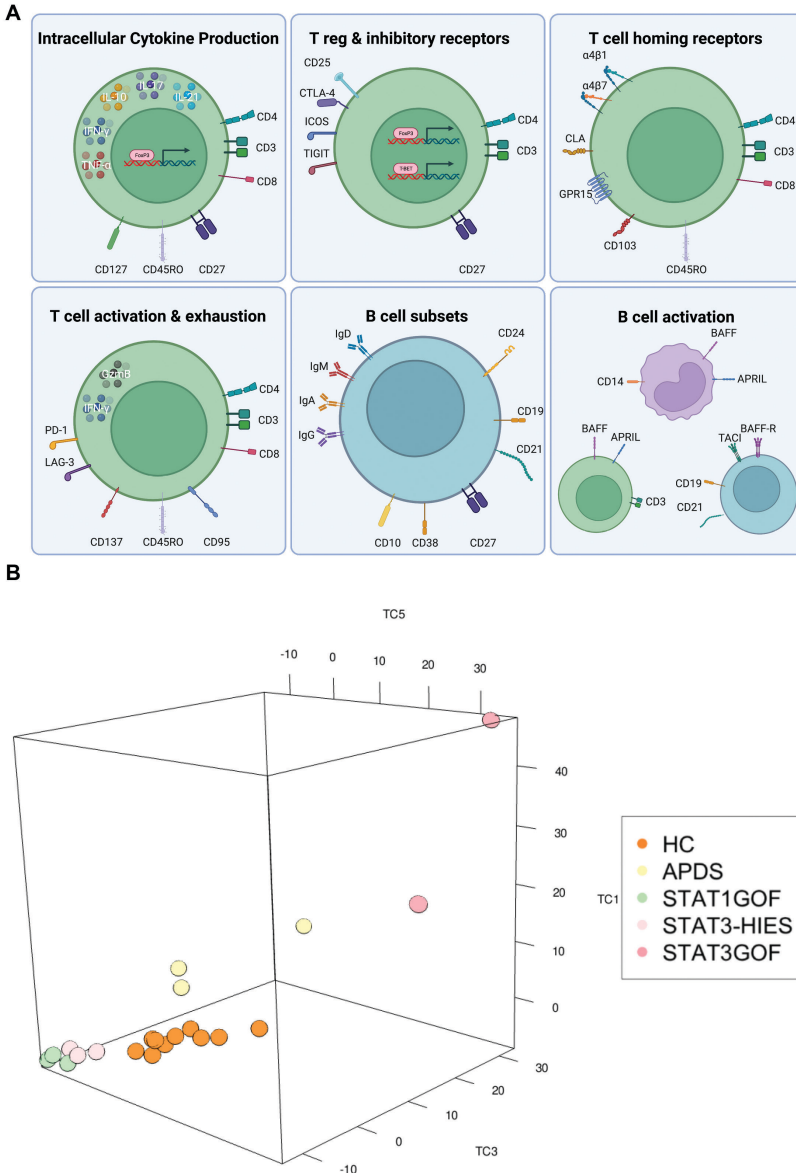 A
Intracellular Cytokine Production
IL-10
IL-17
IL-21
IFN-γ
TNF-α
FoxP3
CD4
CD3
CD8
CD127
CD45RO
CD27
T reg & inhibitory receptors
CD25
CTLA-4
ICOS
TIGIT
FoxP3
T-BET
CD4
CD3
CD27
T cell homing receptors
α4β1
α4β7
CLA
GPR15
CD103
CD4
CD3
CD8
CD45RO
T cell activation & exhaustion
GzmB
IFN-γ
PD-1
LAG-3
CD4
CD3
CD8
CD137
CD45RO
CD95
B cell subsets
IgD
IgM
IgA
IgG
CD24
CD19
CD21
CD10
CD38
CD27
B cell activation
BAFF
CD14
APRIL
BAFF
APRIL
CD3
TACI
BAFF-R
CD19
CD21
B
TC5
-10 0 10 20 30
40
30
20
10
0
TC1
30
20
10
0
-10
TC3
HC
APDS
STAT1GOF
STAT3-HIES
STAT3GOF